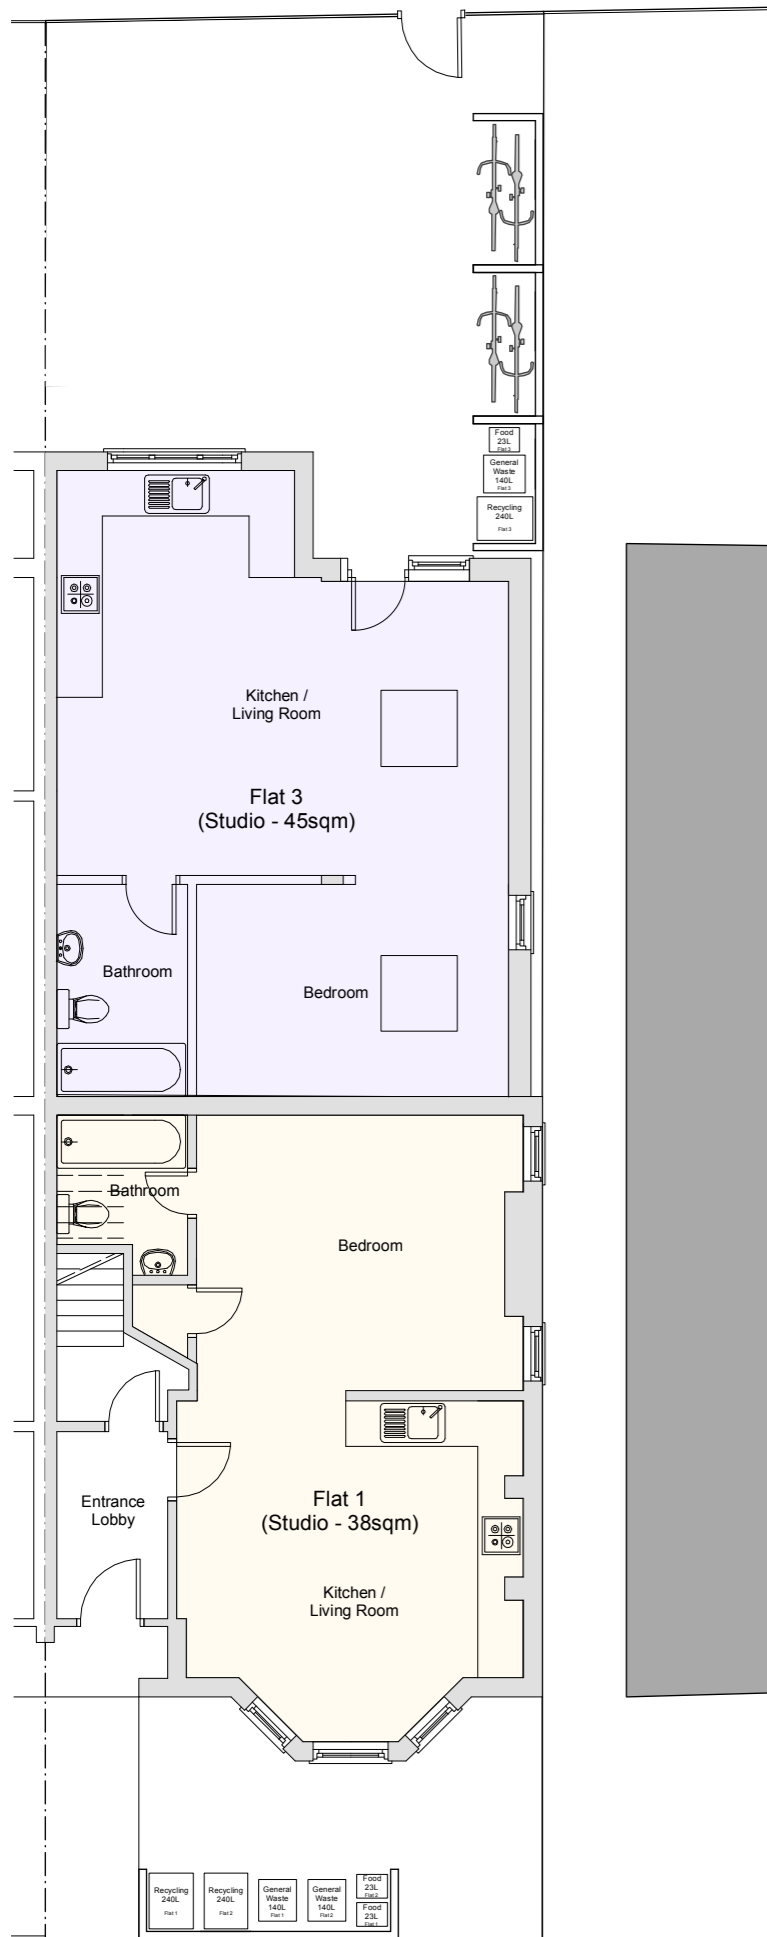 Food
23L
Flat 3
General
Waste
140L
Flat 3
Recycling
240L
Flat 3
Kitchen /
Living Room
Flat 3
(Studio - 45sqm)
Bathroom
Bedroom
Bathroom
Bedroom
Entrance
Lobby
Flat 1
(Studio - 38sqm)
Kitchen /
Living Room
Recycling
240L
Flat 1
Recycling
240L
Flat 2
General
Waste
140L
Flat 1
General
Waste
140L
Flat 2
Food
23L
Flat 2
Food
23L
Flat 1